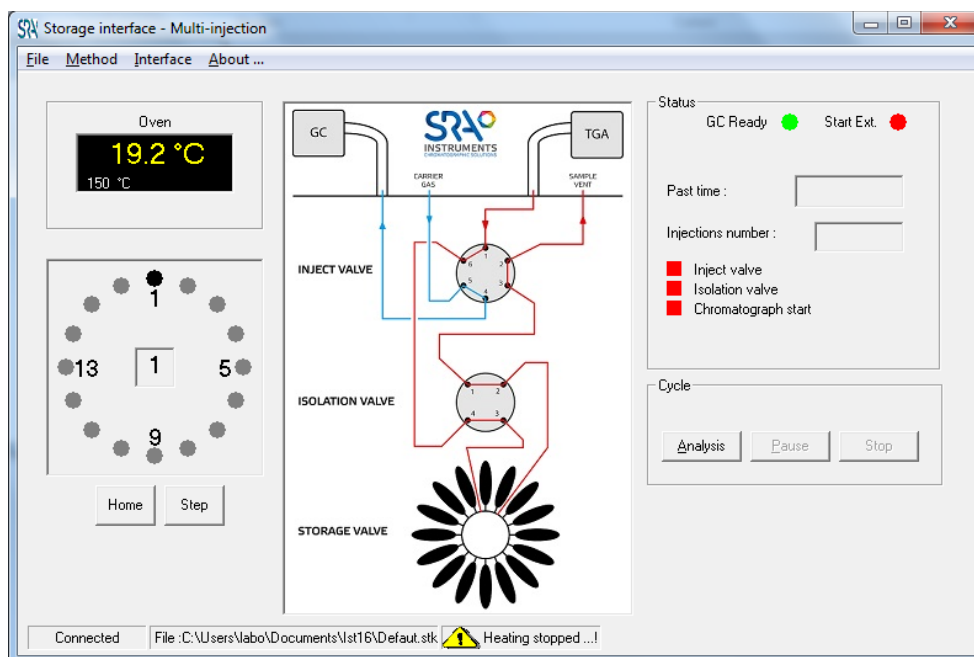 SRA Storage interface - Multi-injection
File Method Interface About ...
Oven
19.2 °C
150 °C
1
5
9
13
1
Home Step
GC
SRA
INSTRUMENTS
CHROMATOGRAPHIC SOLUTIONS
TGA
CARRIER
GAS
SAMPLE
VENT
INJECT VALVE
1
2
3
4
5
6
ISOLATION VALVE
1 2
4 3
STORAGE VALVE
Status
GC Ready Start Ext.
Past time :
Injections number :
Inject valve
Isolation valve
Chromatograph start
Cycle
Analysis Pause Stop
Connected File :C:\Users\labo\Documents\Ist16\Defaut.stk Heating stopped ...!